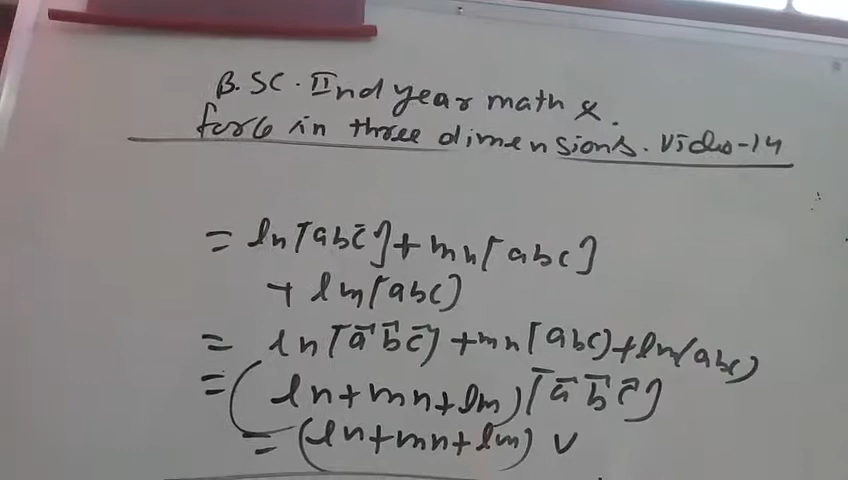 B. SC. IInd year math x.
force in three dimensions. Video-14
= ln[abc̄]+mn[abc]
+ lm[abc]
= ln[a⃗ b⃗ c⃗]+mn[abc]+lm[abc]
=(ln+mn+lm)[a⃗ b⃗ c⃗]
=(ln+mn+lm) v